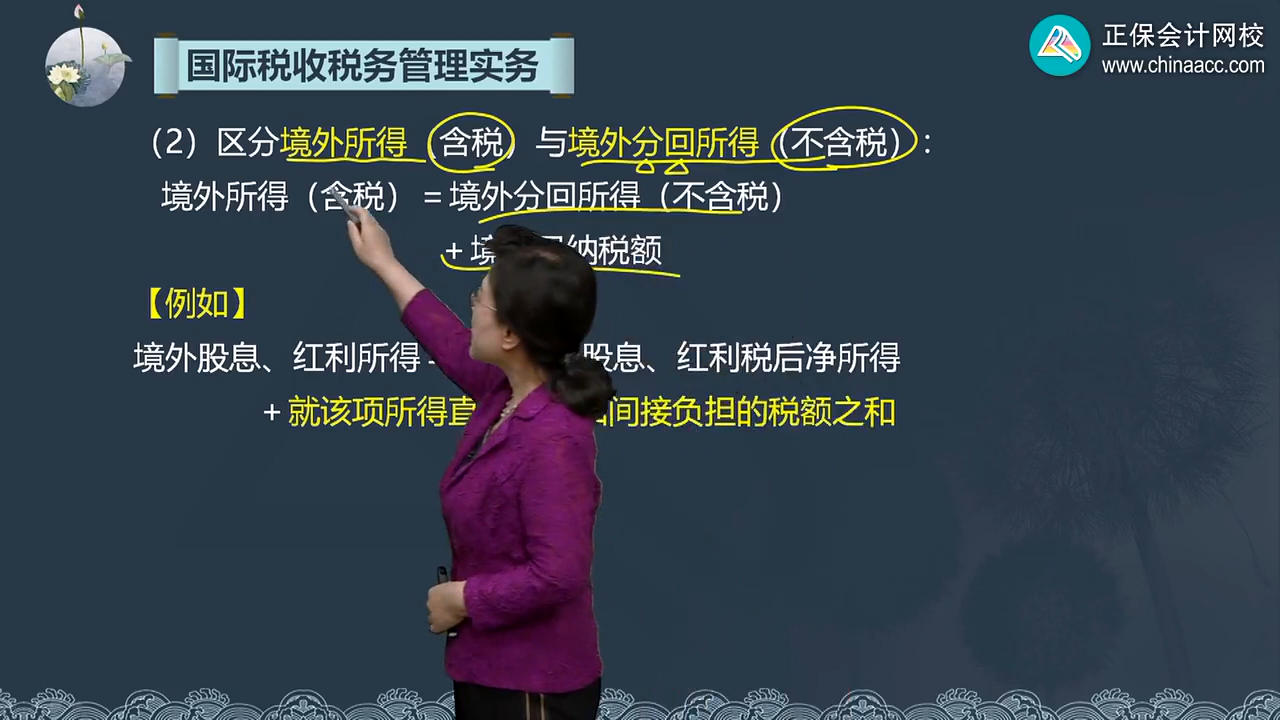 国际税收税务管理实务
正保会计网校
www.chinaacc.com
（2）区分境外所得（含税）与境外分回所得（不含税）：
境外所得（含税）＝境外分回所得（不含税）
＋境纳税额
【例如】
境外股息、红利所得股息、红利税后净所得
＋就该项所得直间接负担的税额之和